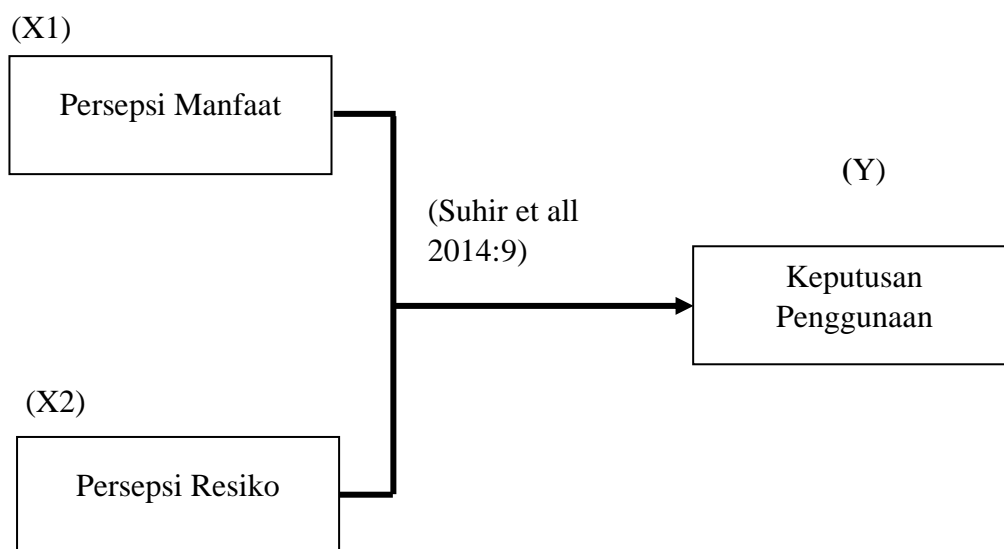 (X1)
Persepsi Manfaat
(Suhir et all
2014:9)
(Y)
Keputusan
Penggunaan
(X2)
Persepsi Resiko